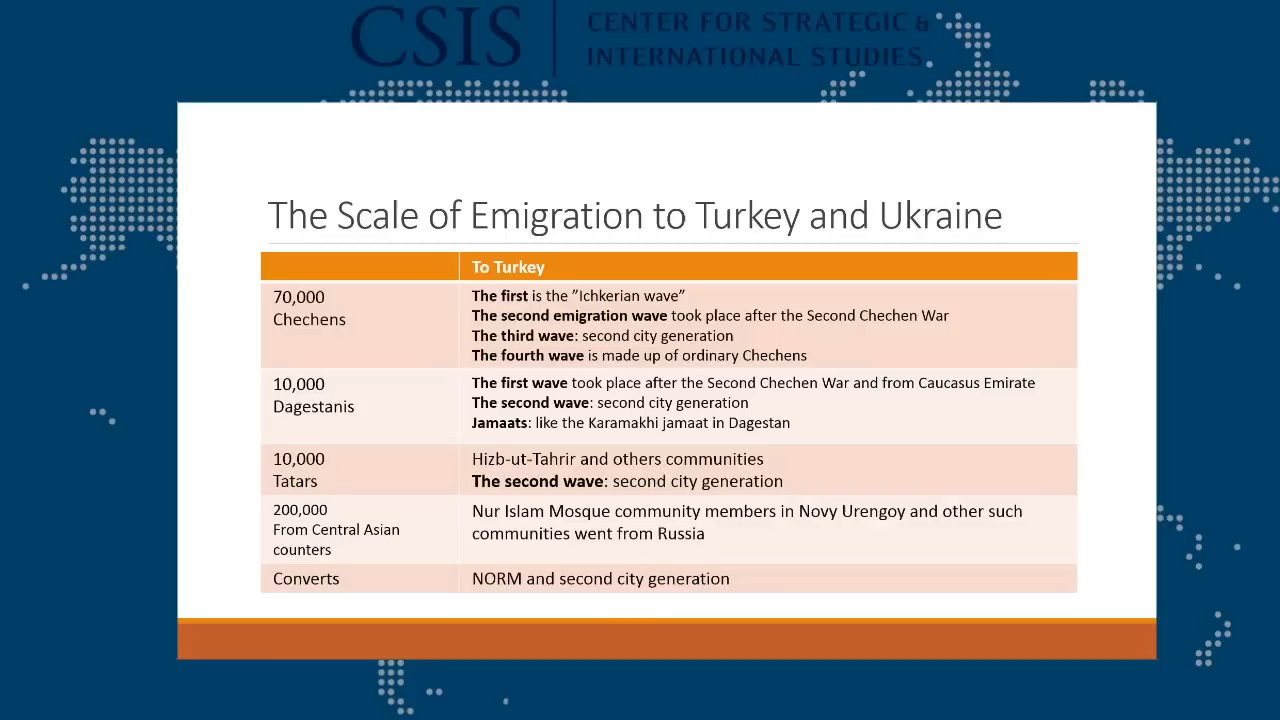 CSIS
CENTER FOR STRATEGIC &
INTERNATIONAL STUDIES
The Scale of Emigration to Turkey and Ukraine
To Turkey
70,000
Chechens
The first is the ”Ichkerian wave”
The second emigration wave took place after the Second Chechen War
The third wave: second city generation
The fourth wave is made up of ordinary Chechens
10,000
Dagestanis
The first wave took place after the Second Chechen War and from Caucasus Emirate
The second wave: second city generation
Jamaats: like the Karamakhi jamaat in Dagestan
10,000
Tatars
Hizb-ut-Tahrir and others communities
The second wave: second city generation
200,000
From Central Asian
counters
Nur Islam Mosque community members in Novy Urengoy and other such
communities went from Russia
Converts
NORM and second city generation